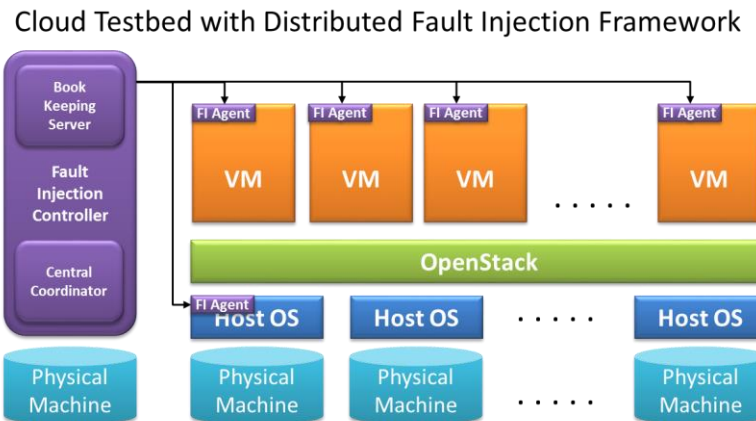 Cloud Testbed with Distributed Fault Injection Framework
Book
Keeping
Server
Fault
Injection
Controller
Central
Coordinator
FI Agent
FI Agent
FI Agent
FI Agent
VM
VM
VM
. . . . .
VM
OpenStack
FI Agent
Host OS
Host OS
. . . . .
Host OS
Physical
Machine
Physical
Machine
Physical
Machine
. . . . .
Physical
Machine